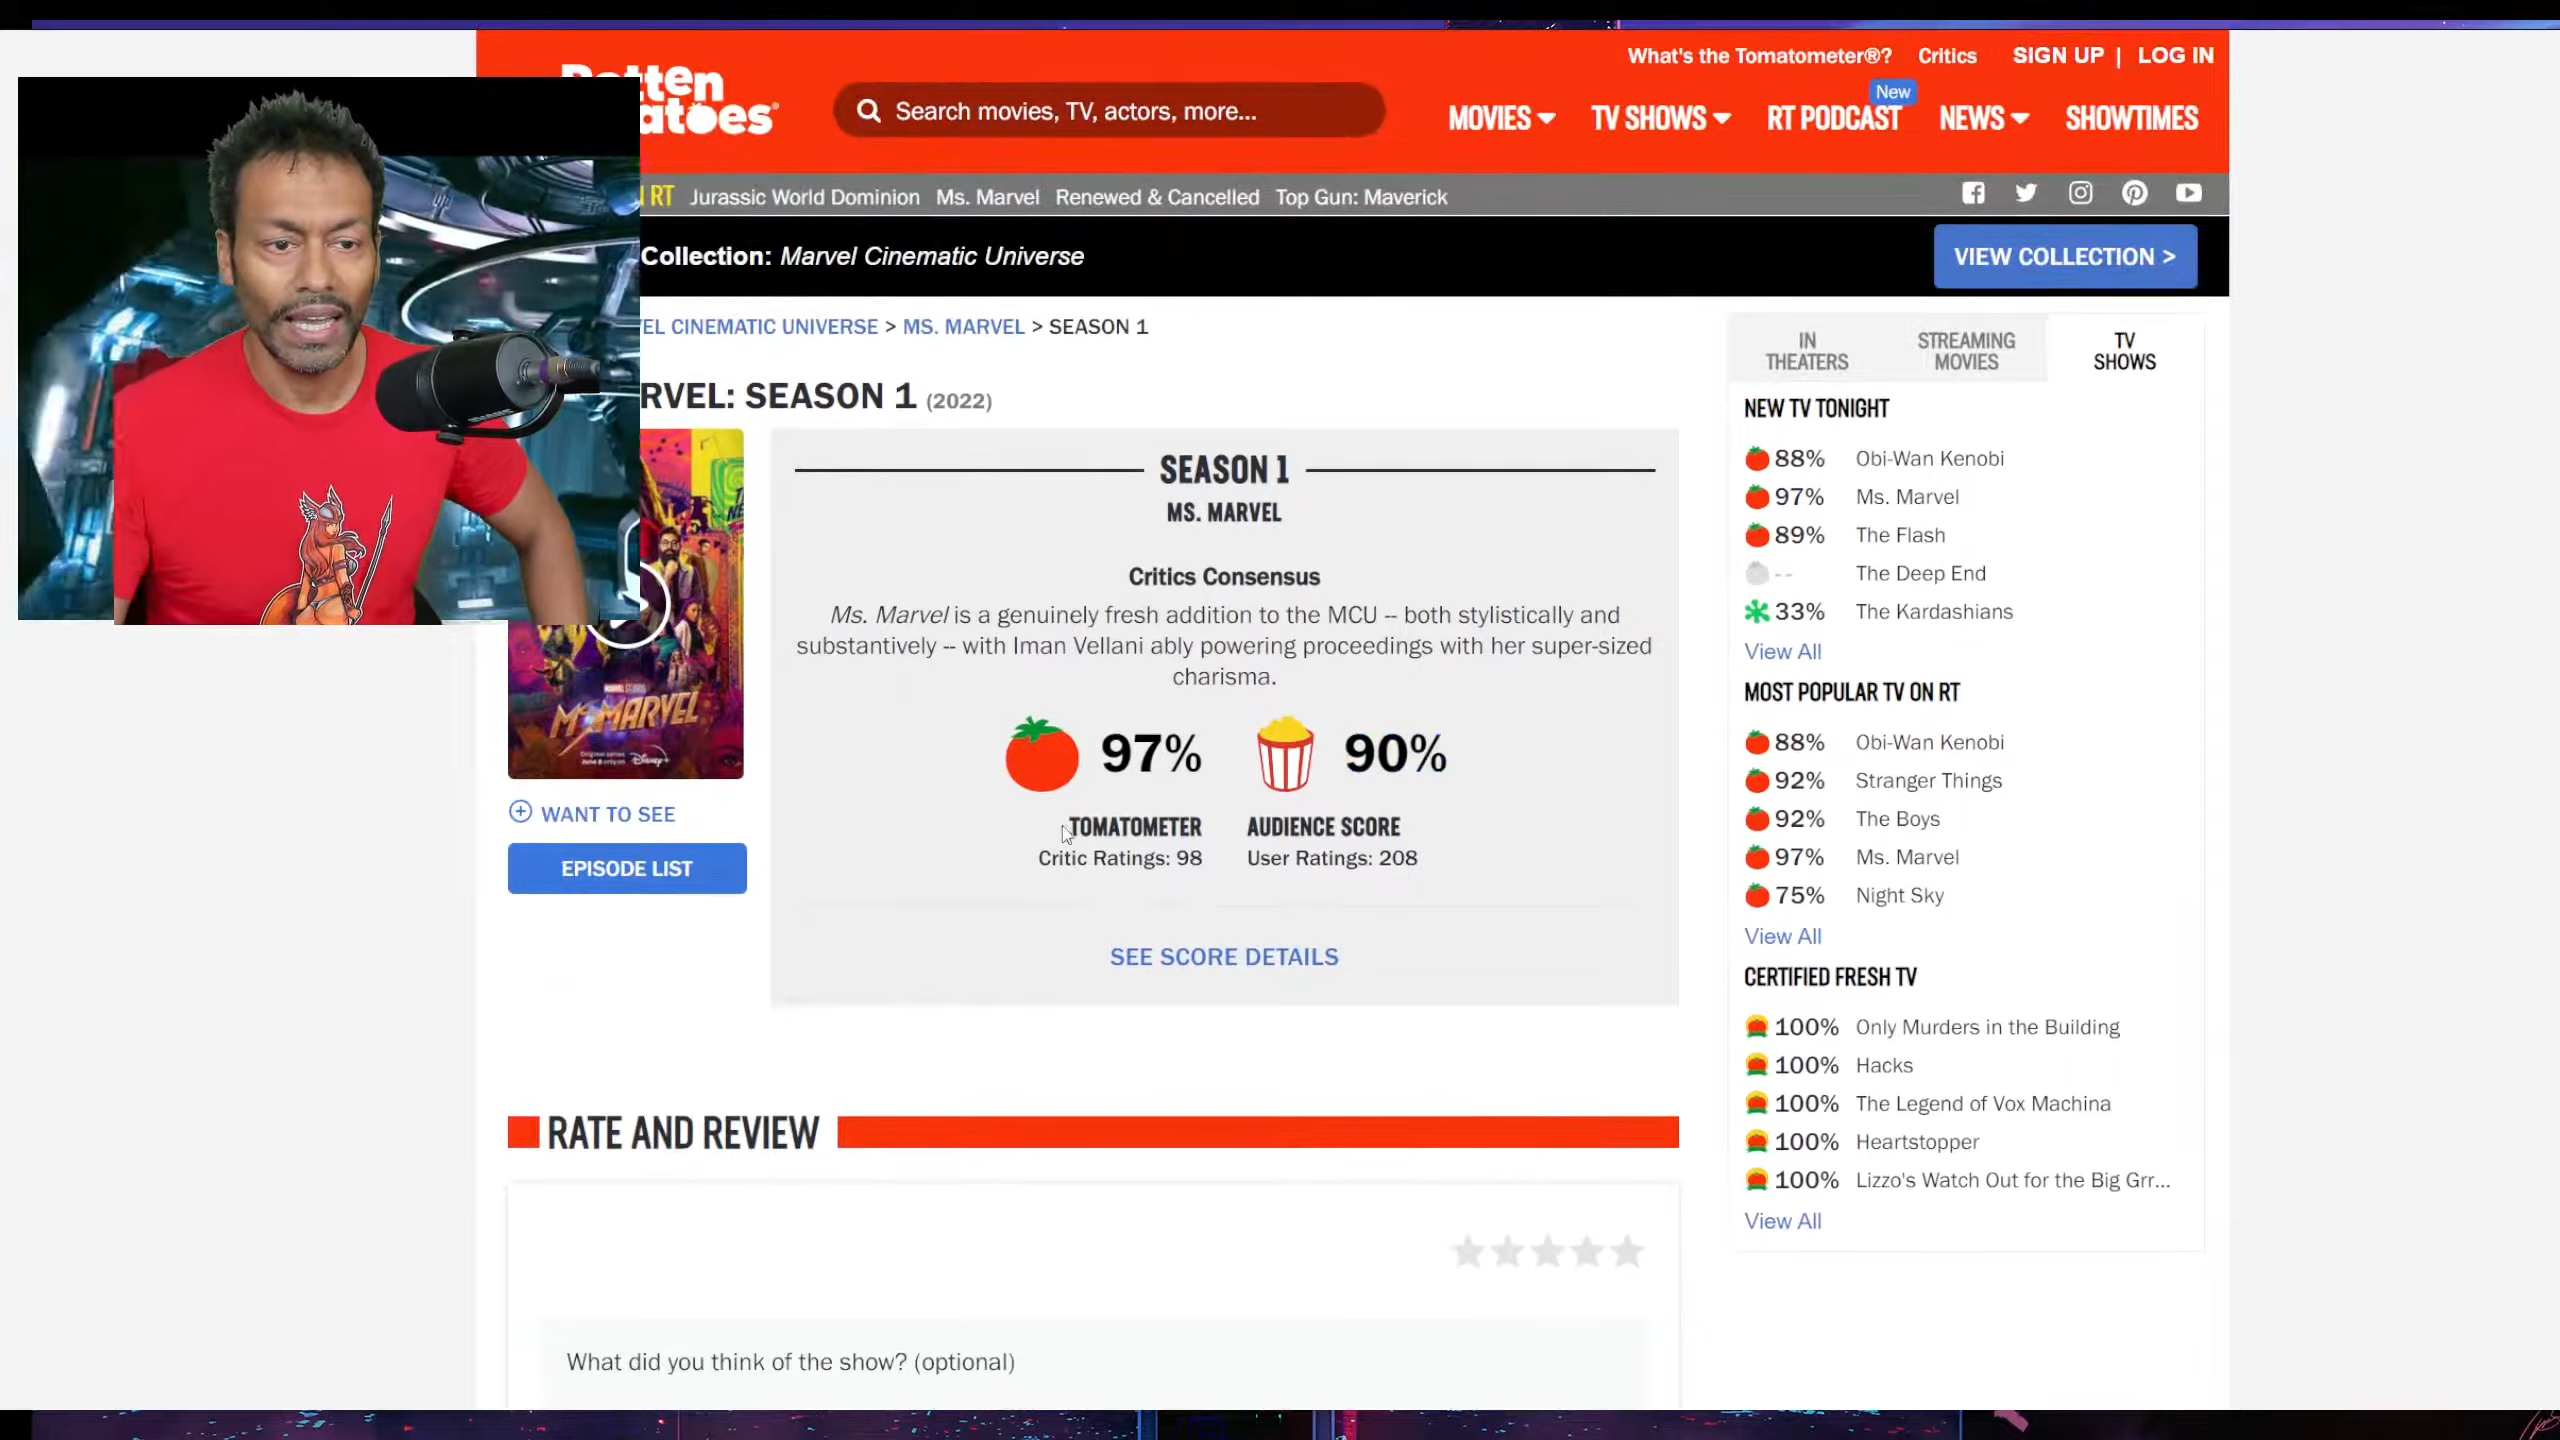 What's the Tomatometer®? Critics SIGN UP | LOG IN
tten
atoes
Search movies, TV, actors, more...
New
MOVIES TV SHOWS RT PODCAST NEWS SHOWTIMES
RT Jurassic World Dominion Ms. Marvel Renewed & Cancelled Top Gun: Maverick
Collection: Marvel Cinematic Universe
VIEW COLLECTION >
EL CINEMATIC UNIVERSE > MS. MARVEL > SEASON 1
RVEL: SEASON 1 (2022)
SEASON 1
MS. MARVEL
Critics Consensus
Ms. Marvel is a genuinely fresh addition to the MCU -- both stylistically and
substantively -- with Iman Vellani ably powering proceedings with her super-sized
charisma.
97% 90%
TOMATOMETER AUDIENCE SCORE
Critic Ratings: 98 User Ratings: 208
SEE SCORE DETAILS
MS. MARVEL
Disney+
WANT TO SEE
EPISODE LIST
RATE AND REVIEW
What did you think of the show? (optional)
IN THEATERS
STREAMING MOVIES
TV SHOWS
NEW TV TONIGHT
88% Obi-Wan Kenobi
97% Ms. Marvel
89% The Flash
-- The Deep End
33% The Kardashians
View All
MOST POPULAR TV ON RT
88% Obi-Wan Kenobi
92% Stranger Things
92% The Boys
97% Ms. Marvel
75% Night Sky
View All
CERTIFIED FRESH TV
100% Only Murders in the Building
100% Hacks
100% The Legend of Vox Machina
100% Heartstopper
100% Lizzo's Watch Out for the Big Grr...
View All